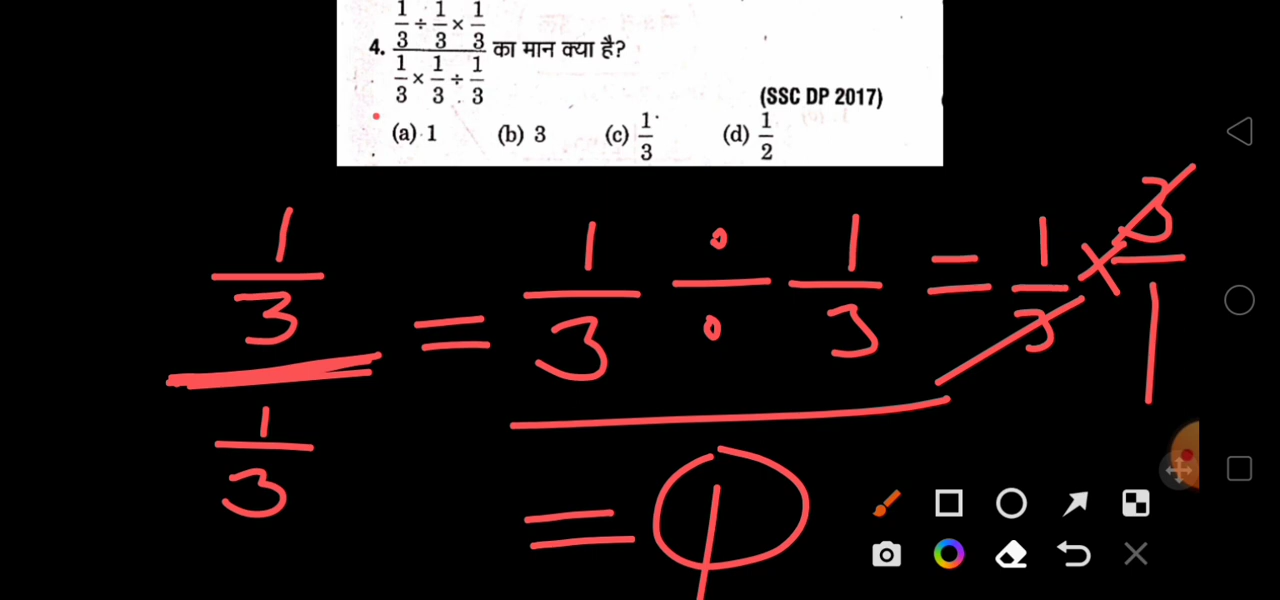 1/3 ÷ 1/3 × 1/3
4. ―――――― का मान क्या है?
1/3 × 1/3 ÷ 1/3
(SSC DP 2017)
(a) 1 (b) 3 (c) 1/3 (d) 1/2
1/3 / 1/3 = 1/3 ÷ 1/3 = 1/3 × 3/1
= 1